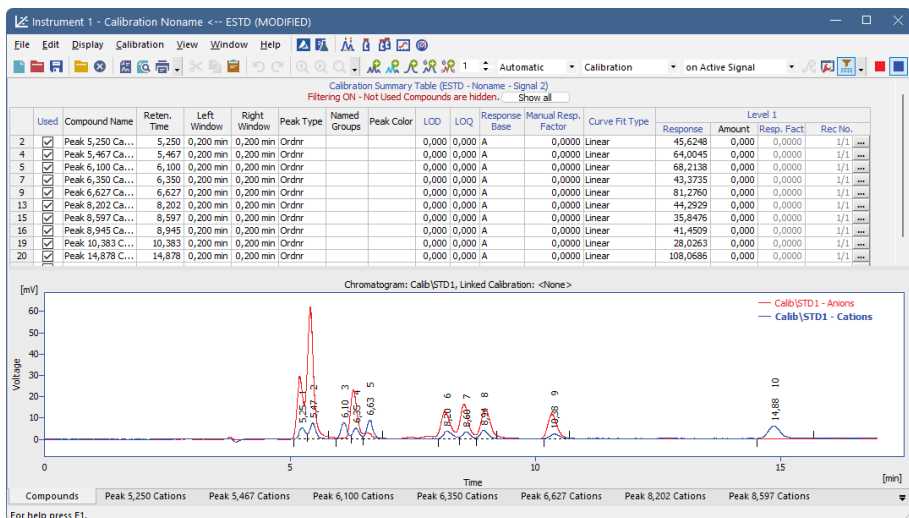 Instrument 1 - Calibration Noname <-- ESTD (MODIFIED)
File Edit Display Calibration View Window Help
1 Automatic Calibration on Active Signal
Calibration Summary Table (ESTD - Noname - Signal 2)
Filtering ON - Not Used Compounds are hidden. Show all
Used Compound Name Reten. Time Left Window Right Window Peak Type Named Groups Peak Color LOD LOQ Response Base Manual Resp. Factor Curve Fit Type Level 1
Response Amount Resp. Fact Rec No.
2 Peak 5,250 Ca... 5,250 0,200 min 0,200 min Ordnr 0,000 0,000 A 0,0000 Linear 45,6248 0,000 0,0000 1/1 ...
4 Peak 5,467 Ca... 5,467 0,200 min 0,200 min Ordnr 0,000 0,000 A 0,0000 Linear 64,0045 0,000 0,0000 1/1 ...
5 Peak 6,100 Ca... 6,100 0,200 min 0,200 min Ordnr 0,000 0,000 A 0,0000 Linear 68,2138 0,000 0,0000 1/1 ...
7 Peak 6,350 Ca... 6,350 0,200 min 0,200 min Ordnr 0,000 0,000 A 0,0000 Linear 43,3735 0,000 0,0000 1/1 ...
9 Peak 6,627 Ca... 6,627 0,200 min 0,200 min Ordnr 0,000 0,000 A 0,0000 Linear 81,2760 0,000 0,0000 1/1 ...
13 Peak 8,202 Ca... 8,202 0,200 min 0,200 min Ordnr 0,000 0,000 A 0,0000 Linear 44,2929 0,000 0,0000 1/1 ...
15 Peak 8,597 Ca... 8,597 0,200 min 0,200 min Ordnr 0,000 0,000 A 0,0000 Linear 35,8476 0,000 0,0000 1/1 ...
16 Peak 8,945 Ca... 8,945 0,200 min 0,200 min Ordnr 0,000 0,000 A 0,0000 Linear 41,4509 0,000 0,0000 1/1 ...
19 Peak 10,383 C... 10,383 0,200 min 0,200 min Ordnr 0,000 0,000 A 0,0000 Linear 28,0263 0,000 0,0000 1/1 ...
20 Peak 14,878 C... 14,878 0,200 min 0,200 min Ordnr 0,000 0,000 A 0,0000 Linear 108,0686 0,000 0,0000 1/1 ...
Chromatogram: Calib\STD1, Linked Calibration: <None>
[mV]
Calib\STD1 - Anions
Calib\STD1 - Cations
60
50
40
30
20
10
0
Voltage
5,25 1
5,47 2
6,10 3
6,35 4
6,63 5
8,20 6
8,60 7
8,94 8
10,38 9
14,88 10
0 5 10 15
Time [min]
Compounds Peak 5,250 Cations Peak 5,467 Cations Peak 6,100 Cations Peak 6,350 Cations Peak 6,627 Cations Peak 8,202 Cations Peak 8,597 Cations
For help press F1.